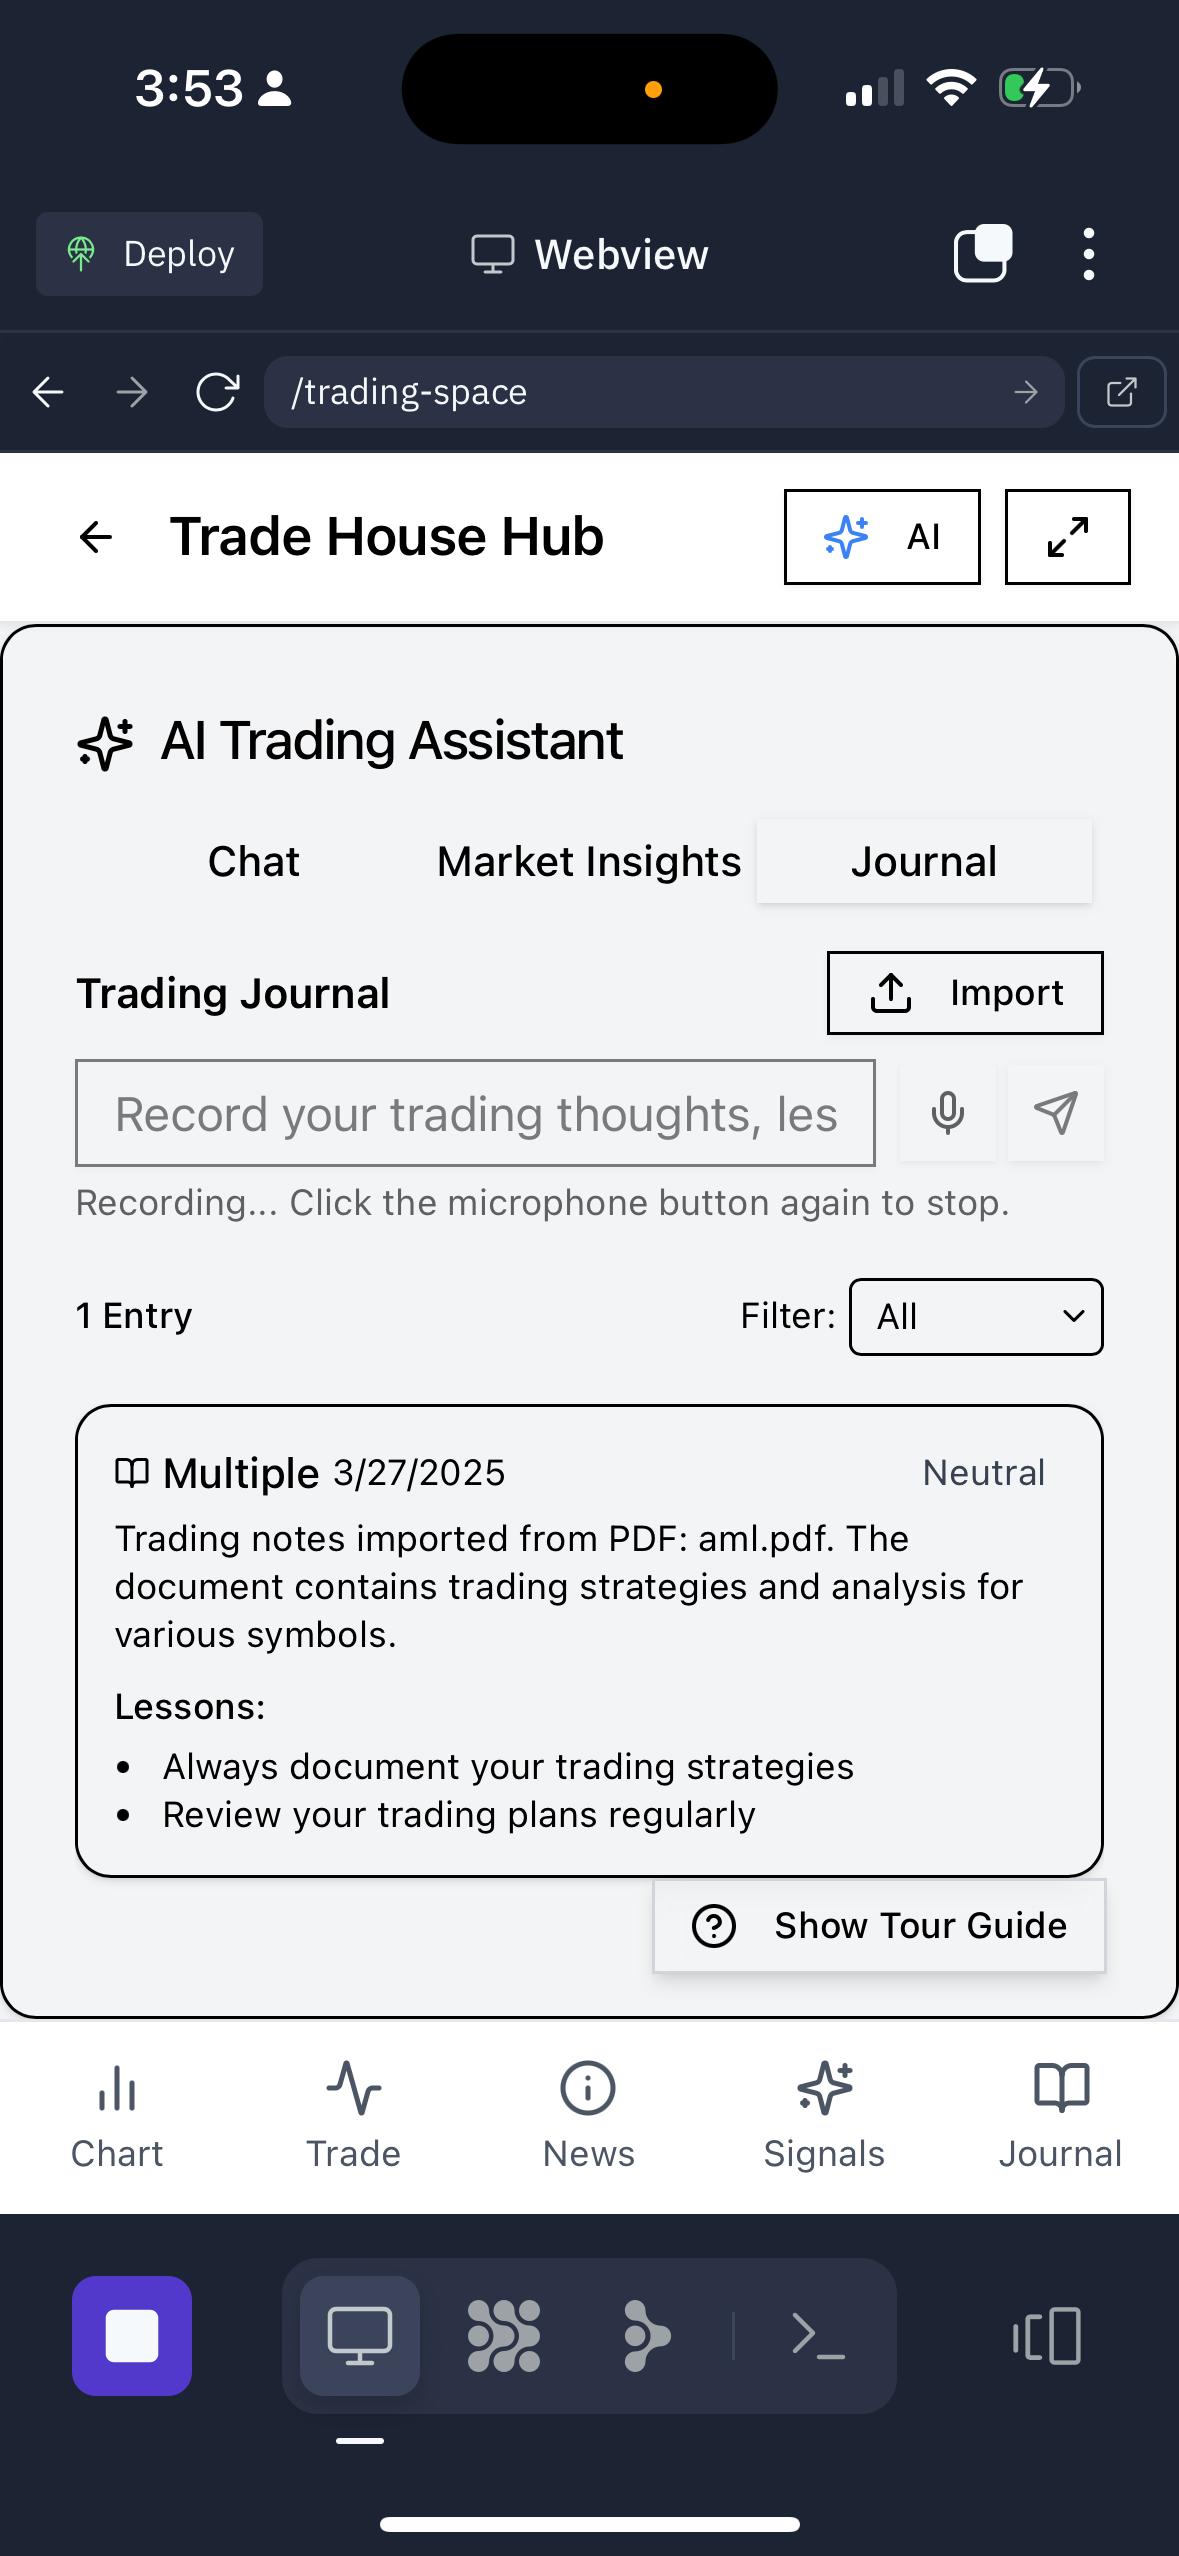 3:53
Deploy
Webview
/trading-space
Trade House Hub
AI
AI Trading Assistant
Chat
Market Insights
Journal
Trading Journal
Import
Record your trading thoughts, les
Recording... Click the microphone button again to stop.
1 Entry
Filter:
All
Multiple 3/27/2025
Neutral
Trading notes imported from PDF: aml.pdf. The
document contains trading strategies and analysis for
various symbols.
Lessons:
• Always document your trading strategies
• Review your trading plans regularly
Show Tour Guide
Chart
Trade
News
Signals
Journal